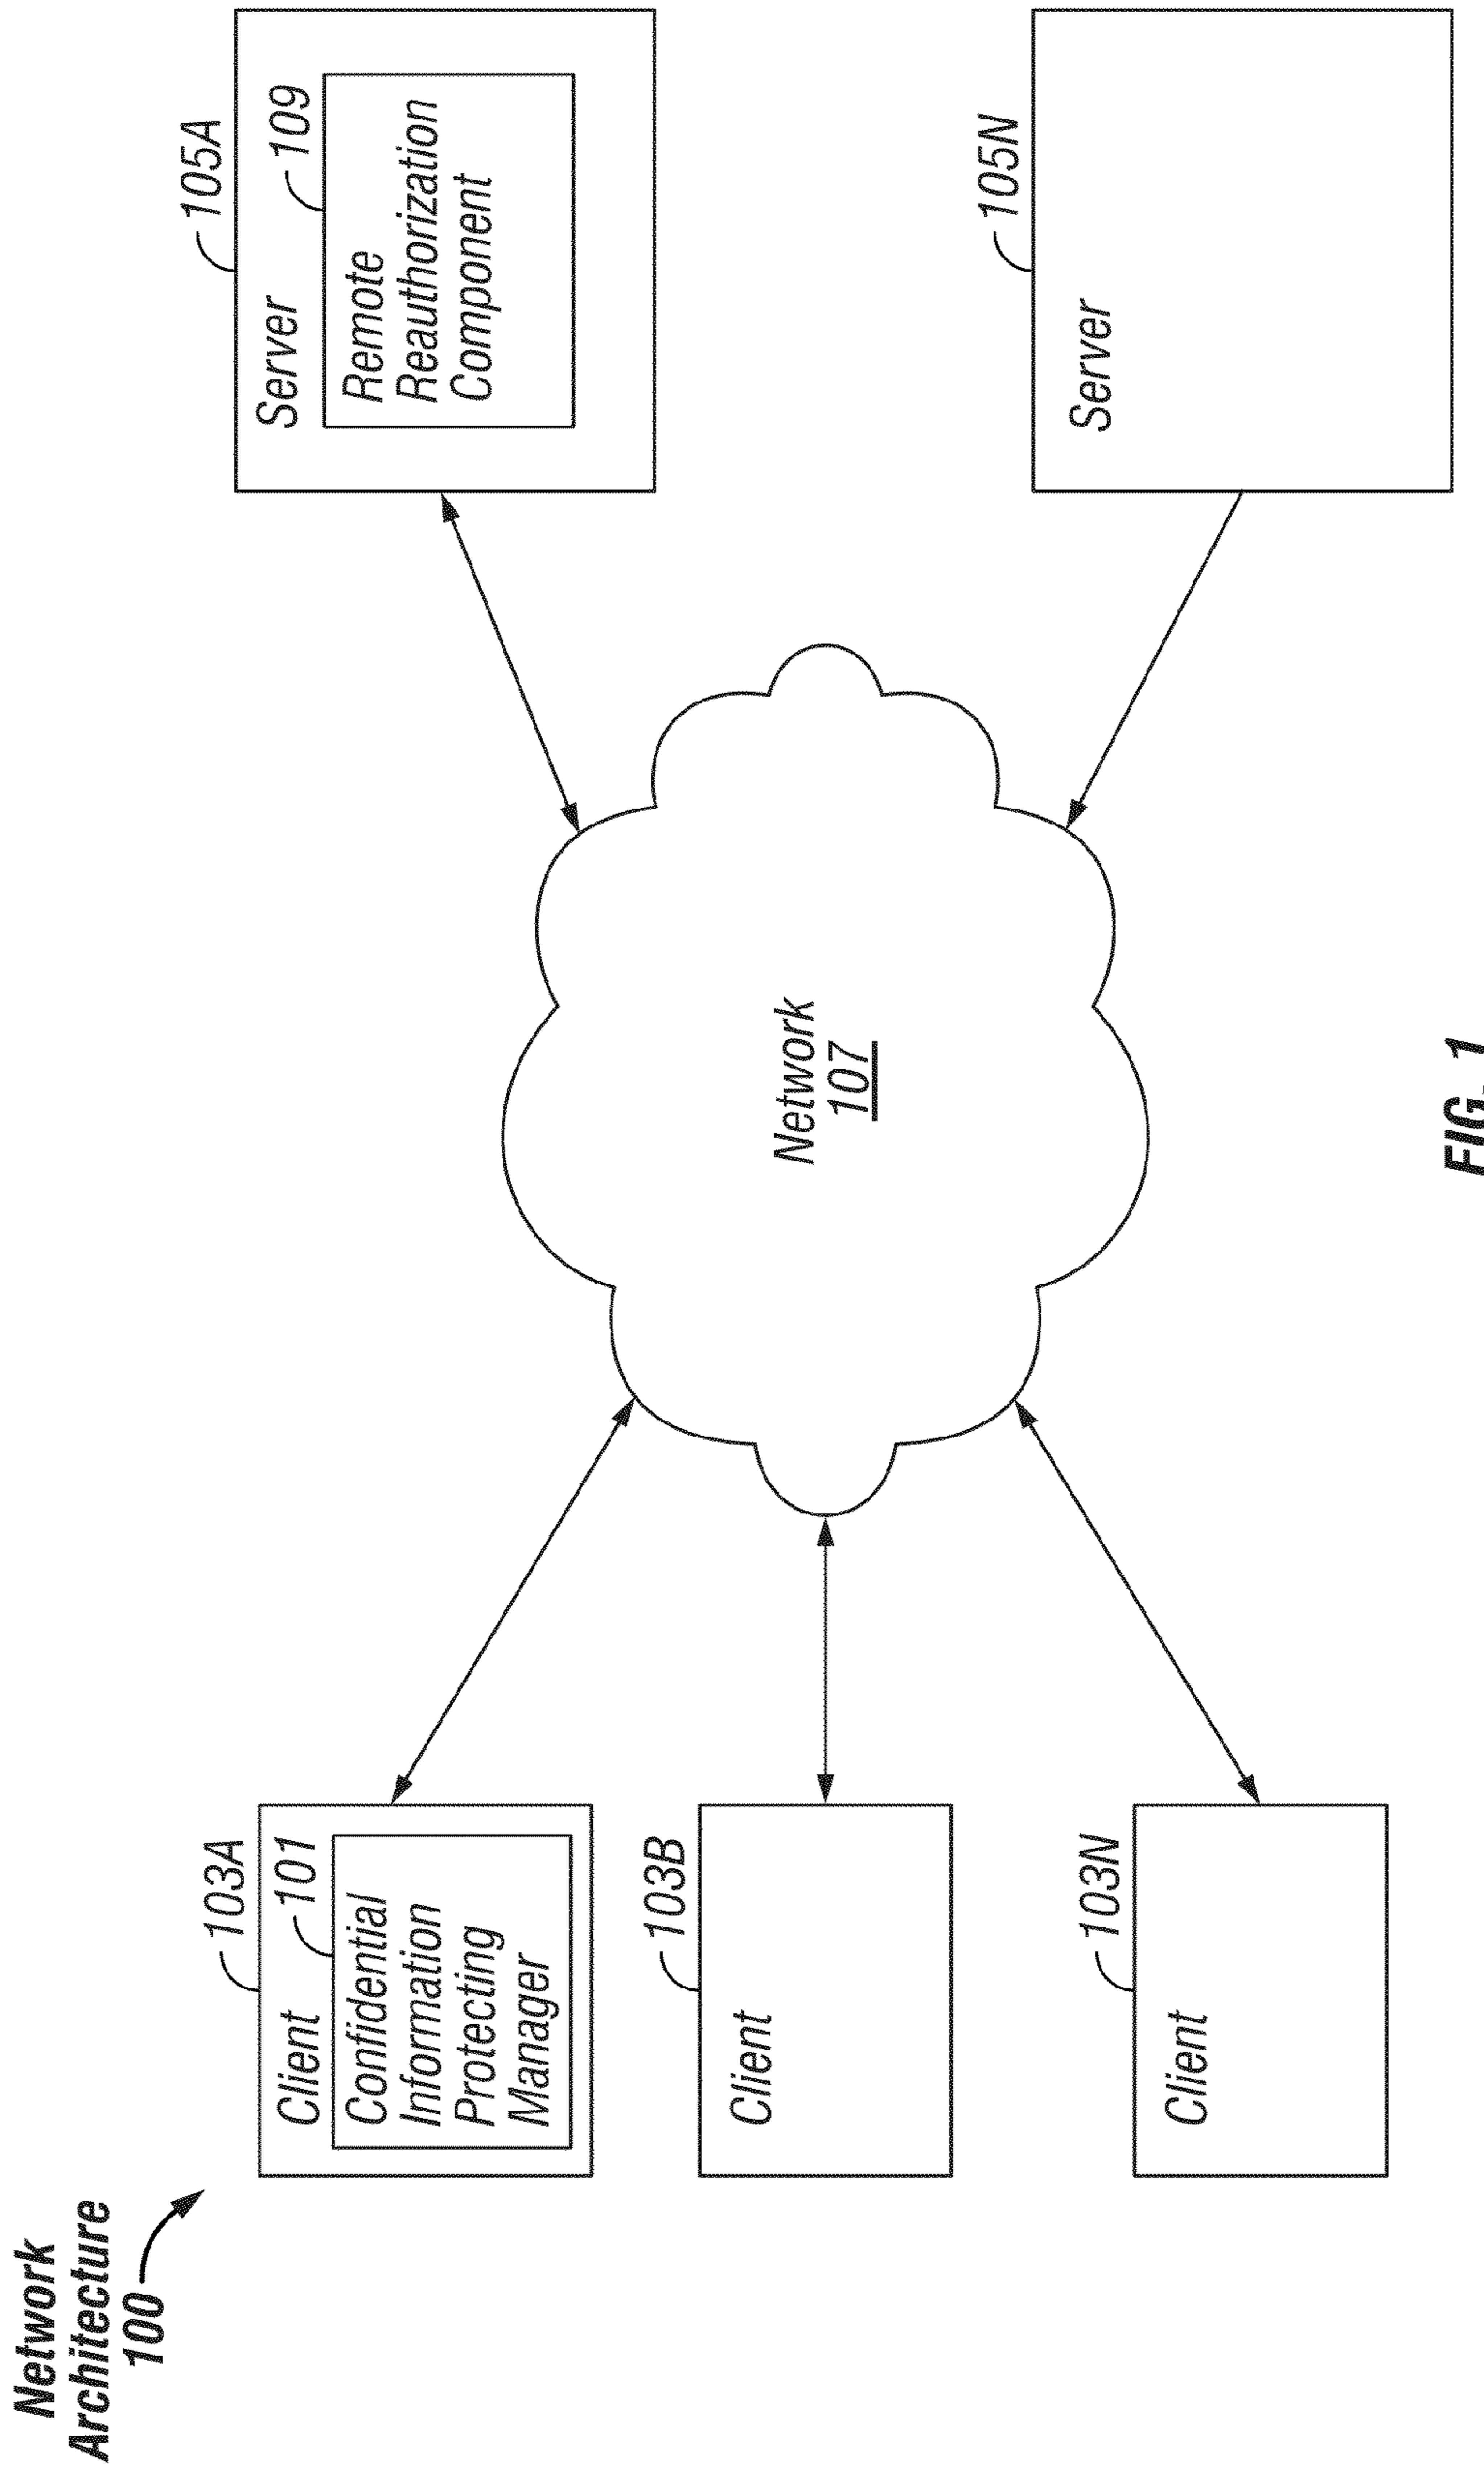 Network
Architecture
100
103A
Client
101
Confidential
Information
Protecting
Manager
103B
Client
103N
Client
Network
107
105A
Server
109
Remote
Reauthorization
Component
105N
Server
FIG. 1